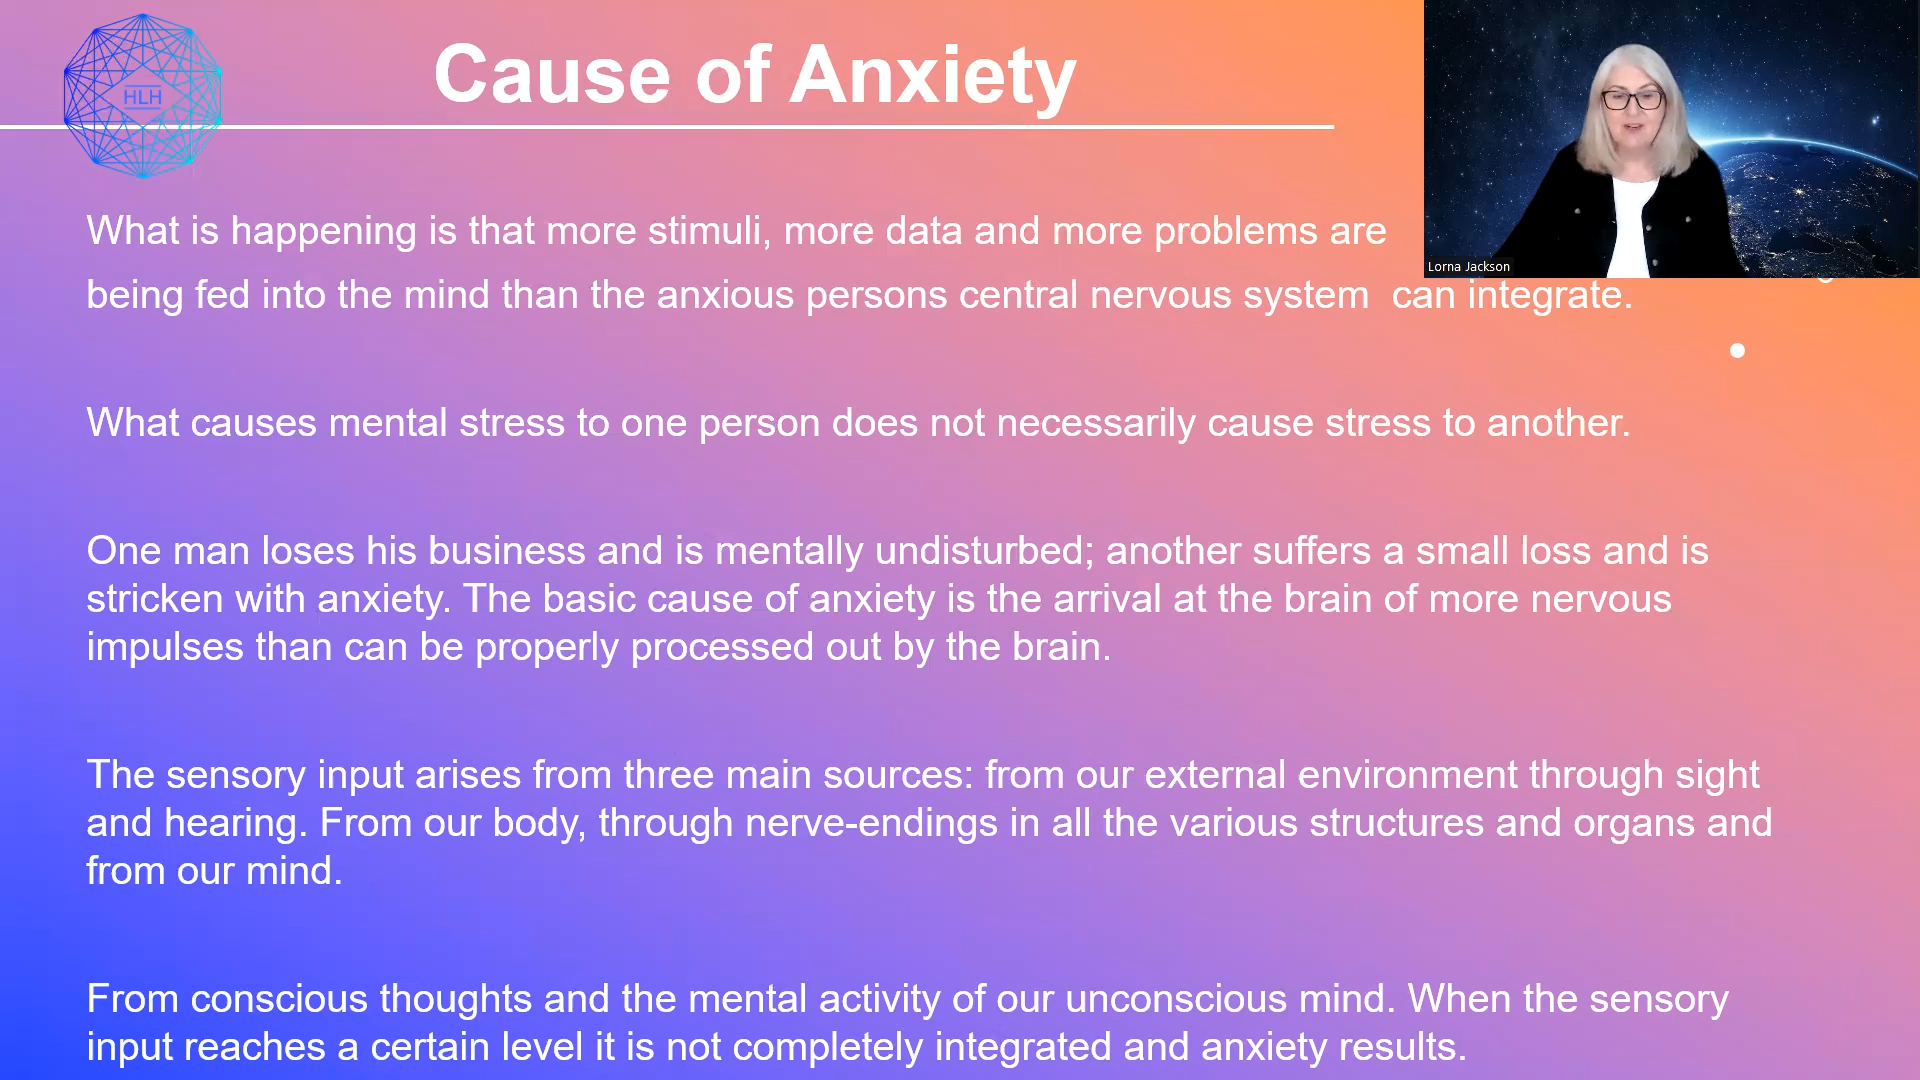 HLH
Cause of Anxiety
Lorna Jackson
What is happening is that more stimuli, more data and more problems are
being fed into the mind than the anxious persons central nervous system can integrate.
What causes mental stress to one person does not necessarily cause stress to another.
One man loses his business and is mentally undisturbed; another suffers a small loss and is
stricken with anxiety. The basic cause of anxiety is the arrival at the brain of more nervous
impulses than can be properly processed out by the brain.
The sensory input arises from three main sources: from our external environment through sight
and hearing. From our body, through nerve-endings in all the various structures and organs and
from our mind.
From conscious thoughts and the mental activity of our unconscious mind. When the sensory
input reaches a certain level it is not completely integrated and anxiety results.